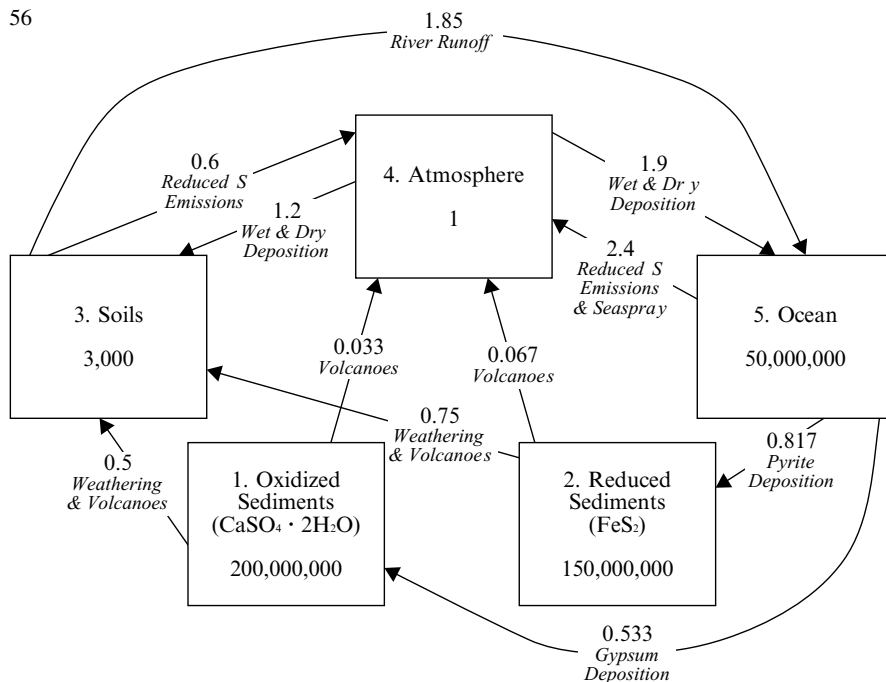 56
1.85
River Runoff
0.6
Reduced S
Emissions
4. Atmosphere
1
1.9
Wet & Dr y
Deposition
1.2
Wet & Dry
Deposition
2.4
Reduced S
Emissions
& Seaspray
3. Soils
3,000
5. Ocean
50,000,000
0.033
Volcanoes
0.067
Volcanoes
0.75
Weathering
& Volcanoes
0.5
Weathering
& Volcanoes
0.817
Pyrite
Deposition
1. Oxidized
Sediments
(CaSO₄ · 2H₂O)
200,000,000
2. Reduced
Sediments
(FeS₂)
150,000,000
0.533
Gypsum
Deposition